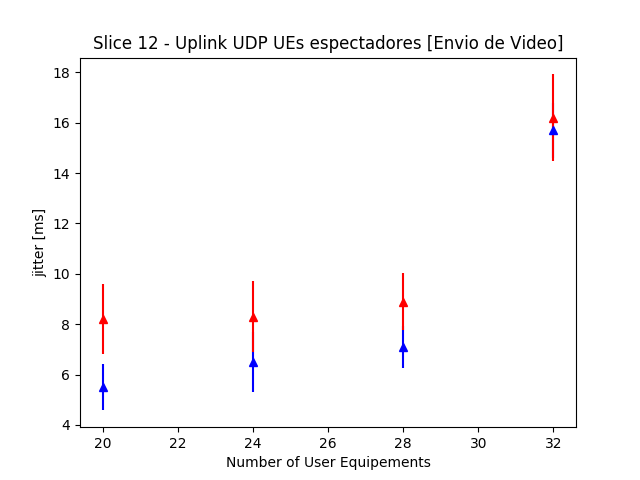 Slice 12 - Uplink UDP UEs espectadores [Envio de Video]
18
16
14
12
10
8
6
4
jitter [ms]
20 22 24 26 28 30 32
Number of User Equipements